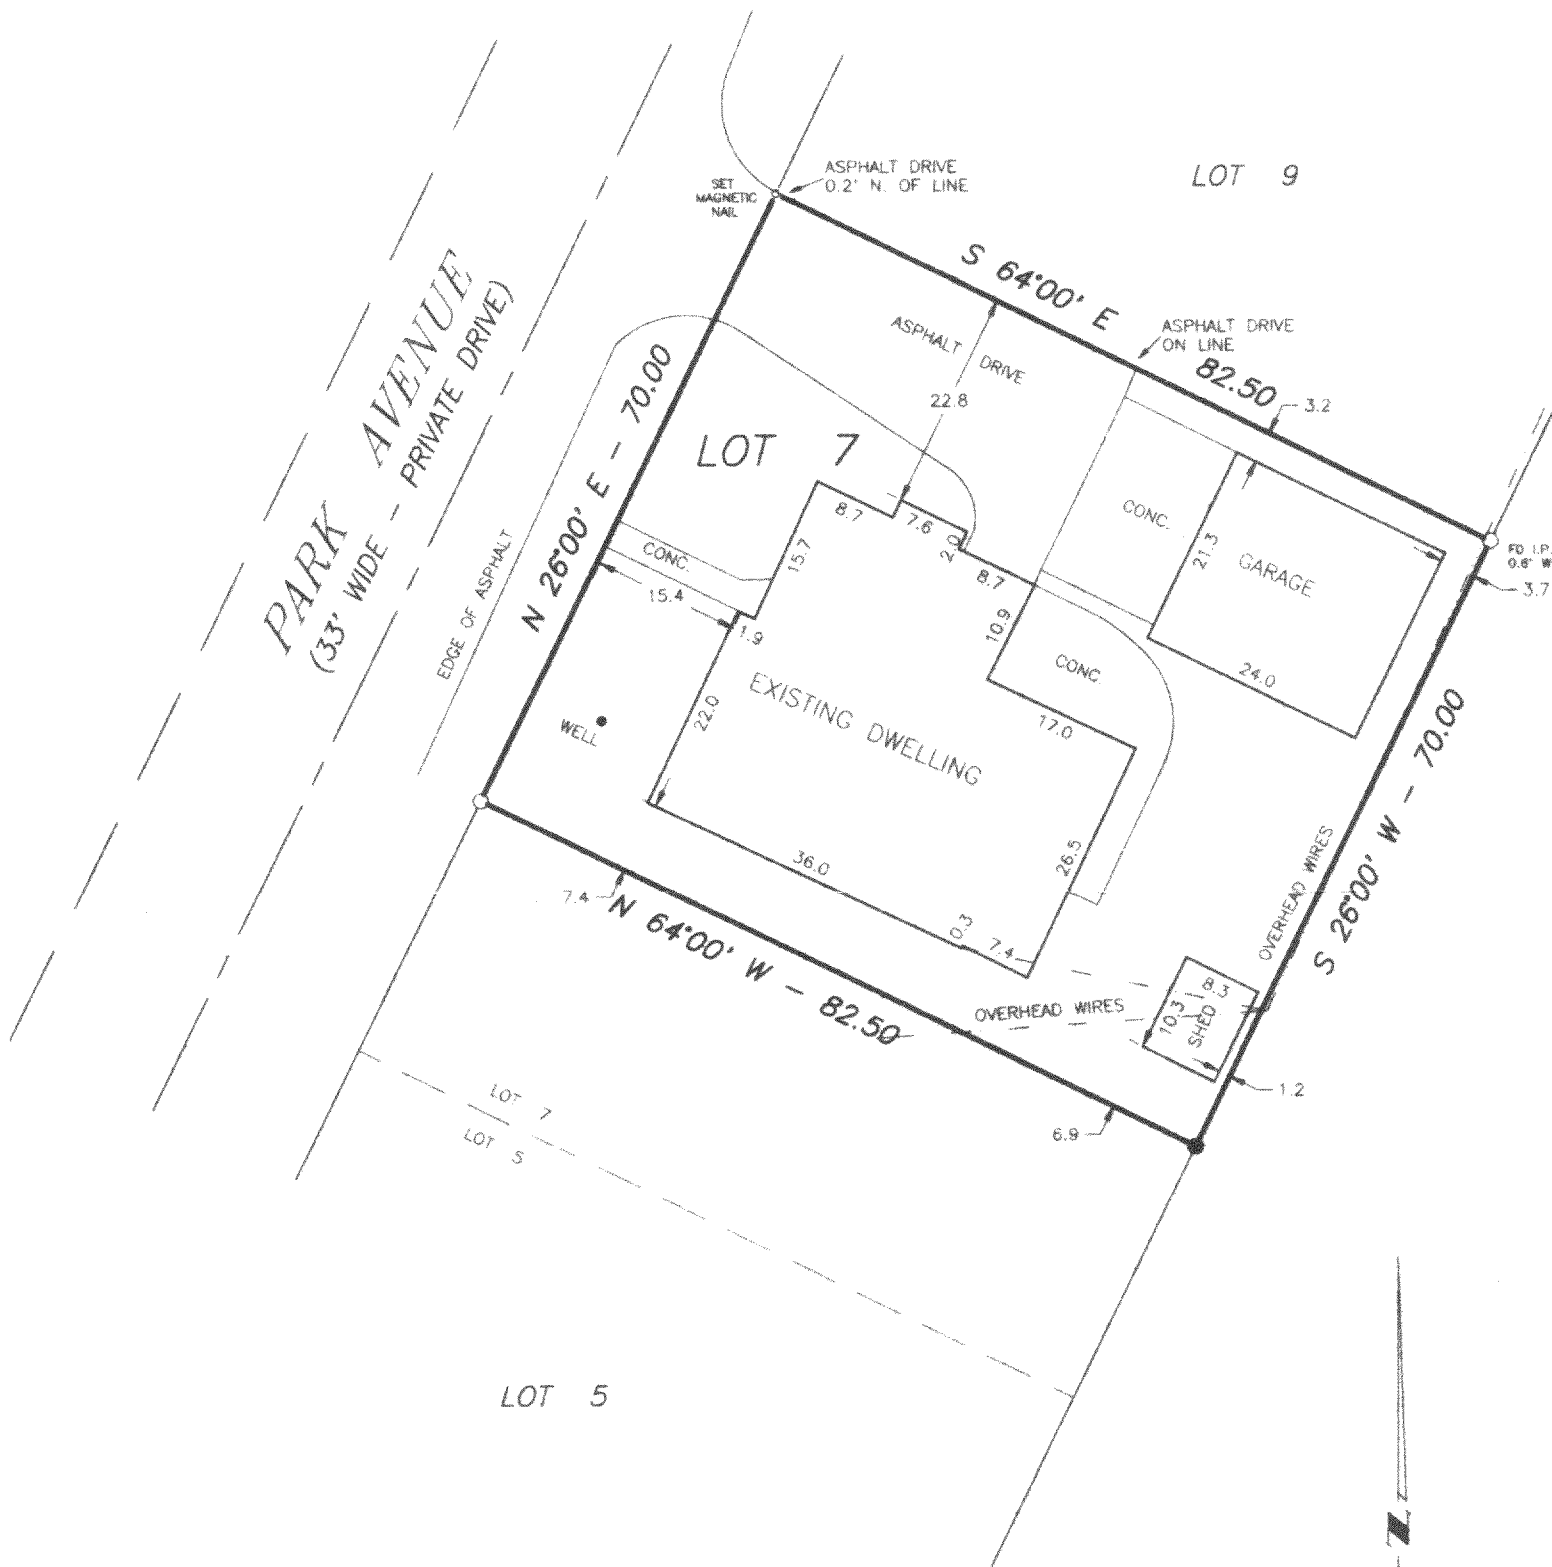 LOT 9
ASPHALT DRIVE
0.2' N. OF LINE
SET
MAGNETIC
NAIL
S 64°00' E
82.50
ASPHALT DRIVE
ON LINE
ASPHALT DRIVE
22.8
3.2
PARK AVENUE
(33' WIDE - PRIVATE DRIVE)
N 26°00' E - 70.00
EDGE OF ASPHALT
LOT 7
8.7
7.6
2.0
8.7
15.7
CONC.
15.4
1.9
10.9
CONC.
21.3
GARAGE
24.0
FD. I.P.
0.6' W
3.7
CONC.
17.0
EXISTING DWELLING
22.0
WELL
36.0
26.5
0.3
7.4
7.4
N 64°00' W - 82.50
OVERHEAD WIRES
OVERHEAD WIRES
S 26°00' W - 70.00
8.3
10.3
SHED
1.2
6.9
LOT 7
LOT 5
LOT 5
N